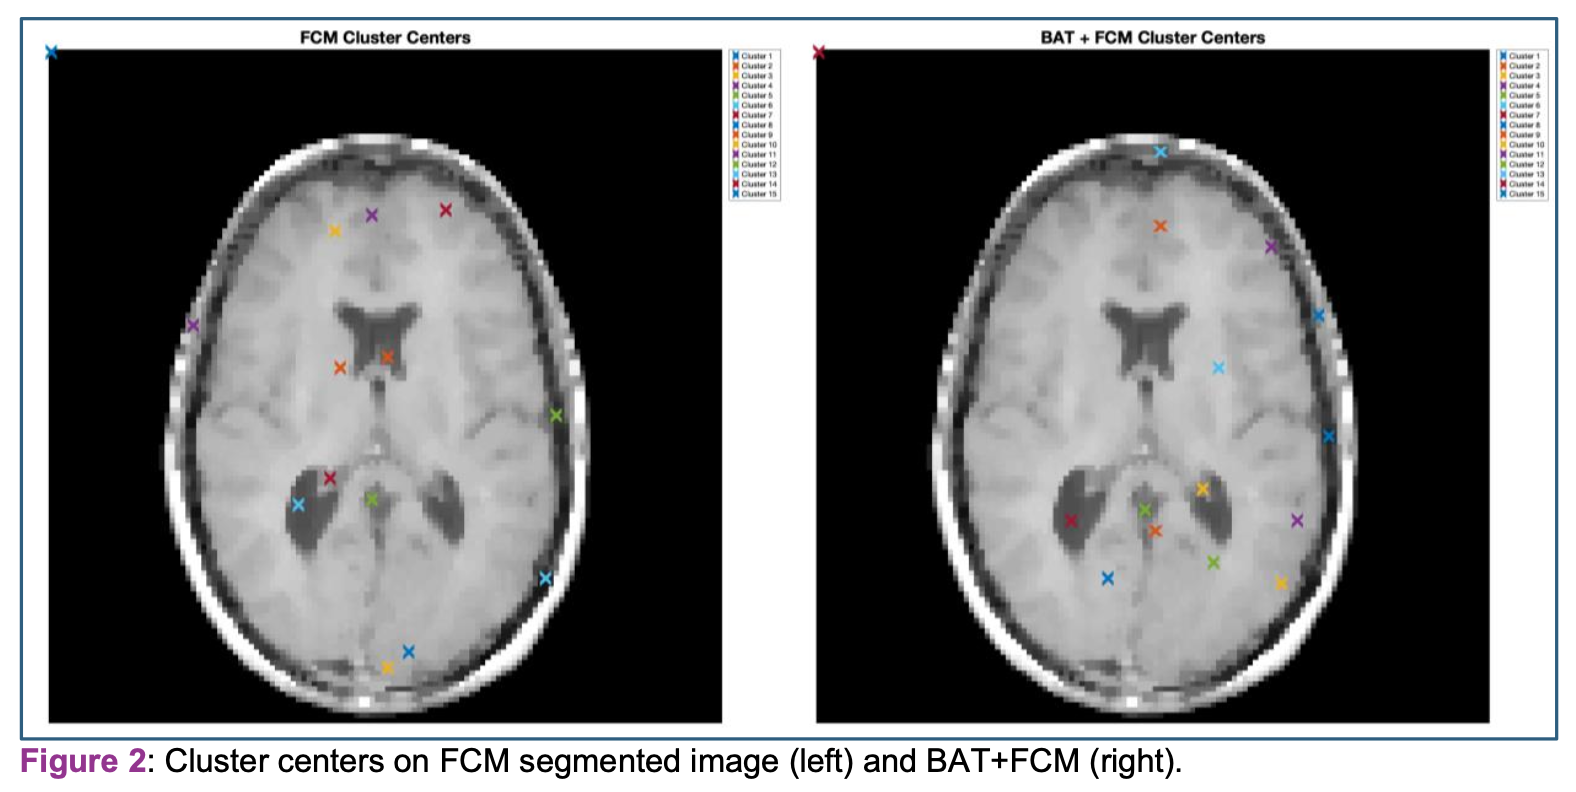 FCM Cluster Centers
Cluster 1
Cluster 2
Cluster 3
Cluster 4
Cluster 5
Cluster 6
Cluster 7
Cluster 8
Cluster 9
Cluster 10
Cluster 11
Cluster 12
Cluster 13
Cluster 14
Cluster 15
BAT + FCM Cluster Centers
Cluster 1
Cluster 2
Cluster 3
Cluster 4
Cluster 5
Cluster 6
Cluster 7
Cluster 8
Cluster 9
Cluster 10
Cluster 11
Cluster 12
Cluster 13
Cluster 14
Cluster 15
Figure 2: Cluster centers on FCM segmented image (left) and BAT+FCM (right).